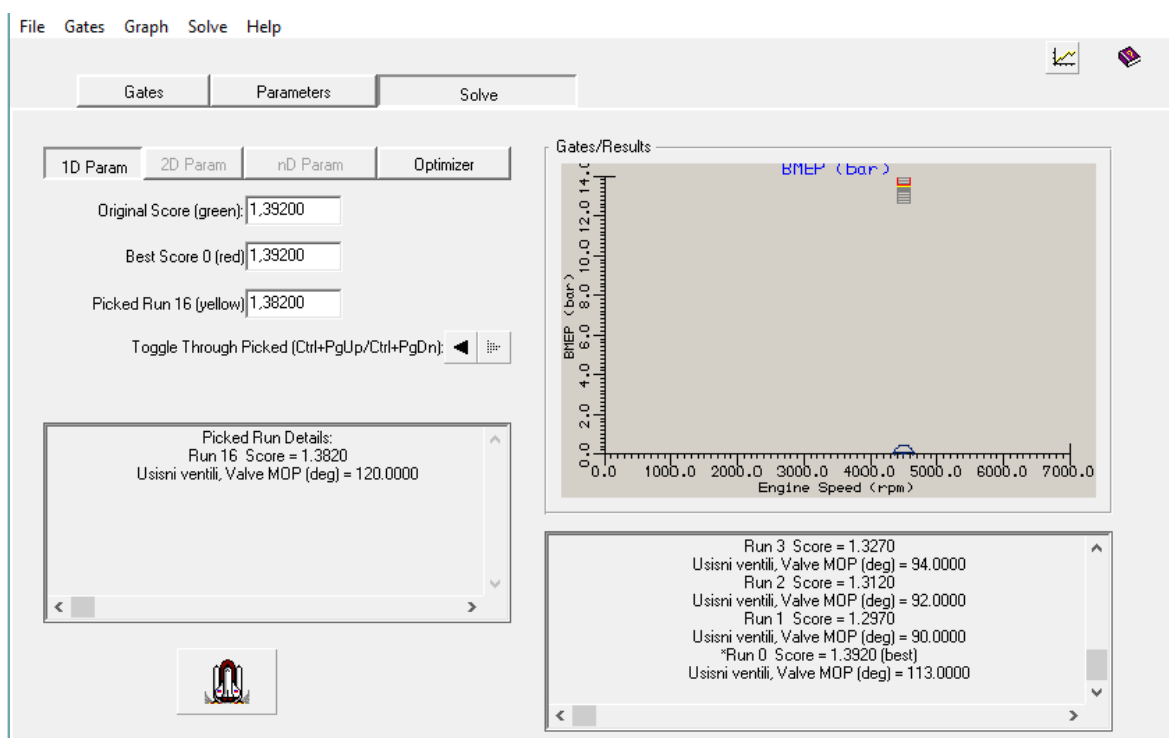 File Gates Graph Solve Help
Gates Parameters Solve
1D Param 2D Param nD Param Optimizer
Original Score (green): 1,39200
Best Score 0 (red) 1,39200
Picked Run 16 (yellow) 1,38200
Toggle Through Picked (Ctrl+PgUp/Ctrl+PgDn):
Picked Run Details:
Run 16 Score = 1.3820
Usisni ventili, Valve MOP (deg) = 120.0000
Gates/Results
BMEP (bar)
14.0
12.0
10.0
8.0
6.0
4.0
2.0
0.0
BMEP (bar)
0.0 1000.0 2000.0 3000.0 4000.0 5000.0 6000.0 7000.0
Engine Speed (rpm)
Run 3 Score = 1.3270
Usisni ventili, Valve MOP (deg) = 94.0000
Run 2 Score = 1.3120
Usisni ventili, Valve MOP (deg) = 92.0000
Run 1 Score = 1.2970
Usisni ventili, Valve MOP (deg) = 90.0000
*Run 0 Score = 1.3920 (best)
Usisni ventili, Valve MOP (deg) = 113.0000